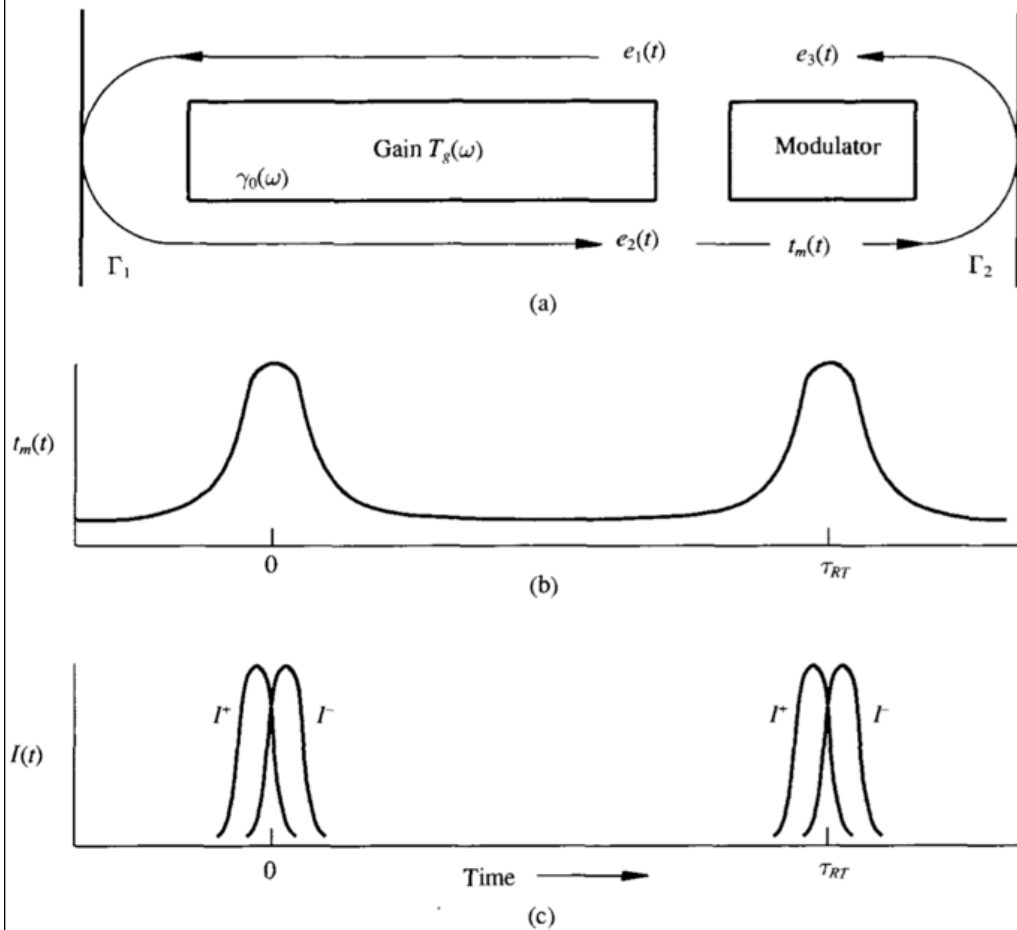 e₁(t) e₃(t)
Gain T_g(ω) Modulator
γ₀(ω)
e₂(t) t_m(t)
Γ₁ Γ₂
(a)
t_m(t)
0 τ_RT
(b)
I⁺ I⁻ I⁺ I⁻
I(t)
0 Time τ_RT
(c)